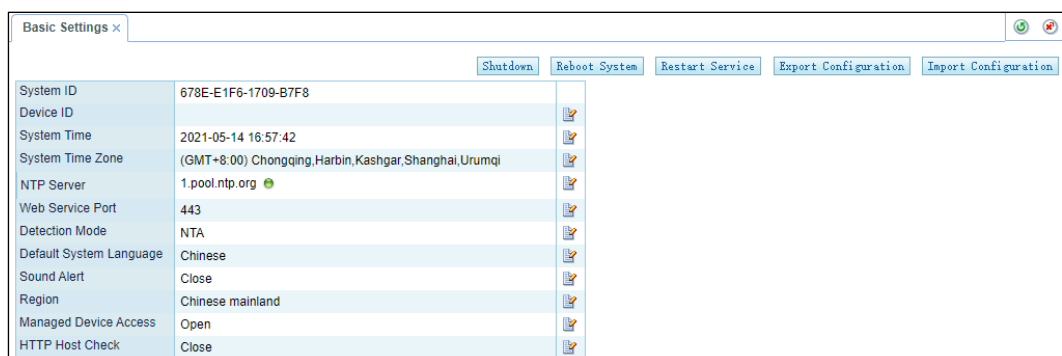 Basic Settings ×
Shutdown Reboot System Restart Service Export Configuration Import Configuration
System ID 678E-E1F6-1709-B7F8
Device ID
System Time 2021-05-14 16:57:42
System Time Zone (GMT+8:00) Chongqing,Harbin,Kashgar,Shanghai,Urumqi
NTP Server 1.pool.ntp.org
Web Service Port 443
Detection Mode NTA
Default System Language Chinese
Sound Alert Close
Region Chinese mainland
Managed Device Access Open
HTTP Host Check Close